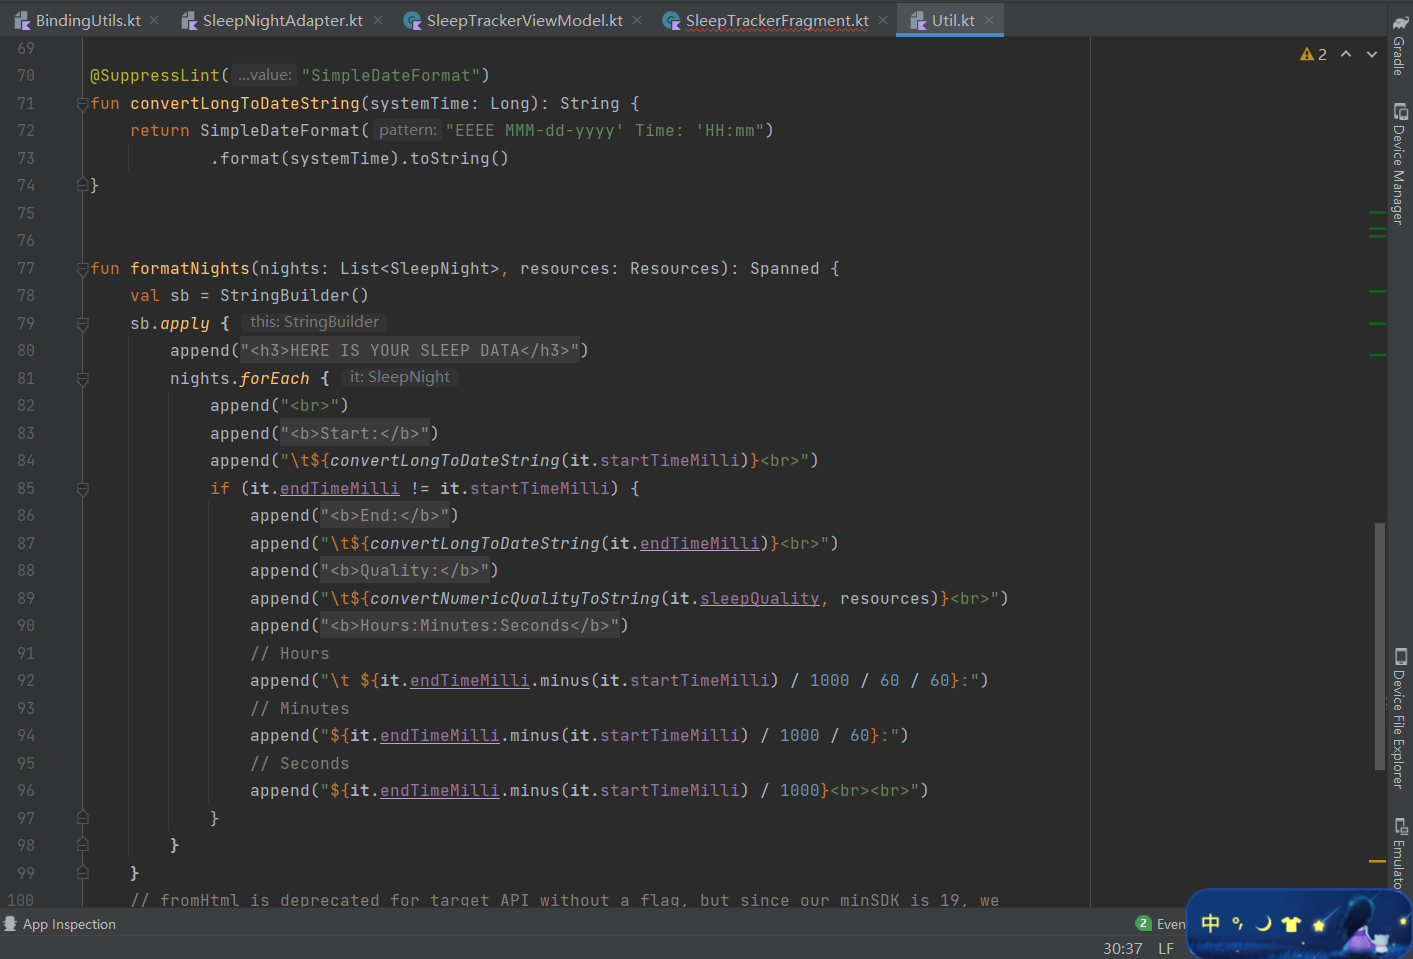 BindingUtils.kt SleepNightAdapter.kt SleepTrackerViewModel.kt SleepTrackerFragment.kt Util.kt
69
70 @SuppressLint( ...value: "SimpleDateFormat")
71 fun convertLongToDateString(systemTime: Long): String {
72 return SimpleDateFormat( pattern: "EEEE MMM-dd-yyyy' Time: 'HH:mm")
73 .format(systemTime).toString()
74 }
75
76
77 fun formatNights(nights: List<SleepNight>, resources: Resources): Spanned {
78 val sb = StringBuilder()
79 sb.apply { this: StringBuilder
80 append("<h3>HERE IS YOUR SLEEP DATA</h3>")
81 nights.forEach { it: SleepNight
82 append("<br>")
83 append("<b>Start:</b>")
84 append("\t${convertLongToDateString(it.startTimeMilli)}<br>")
85 if (it.endTimeMilli != it.startTimeMilli) {
86 append("<b>End:</b>")
87 append("\t${convertLongToDateString(it.endTimeMilli)}<br>")
88 append("<b>Quality:</b>")
89 append("\t${convertNumericQualityToString(it.sleepQuality, resources)}<br>")
90 append("<b>Hours:Minutes:Seconds</b>")
91 // Hours
92 append("\t ${it.endTimeMilli.minus(it.startTimeMilli) / 1000 / 60 / 60}:")
93 // Minutes
94 append("${it.endTimeMilli.minus(it.startTimeMilli) / 1000 / 60}:")
95 // Seconds
96 append("${it.endTimeMilli.minus(it.startTimeMilli) / 1000}<br><br>")
97 }
98 }
99 }
100 // fromHtml is deprecated for target API without a flag, but since our minSDK is 19, we
2
Gradle
Device Manager
Device File Explorer
Emulato
App Inspection
2 Even
30:37 LF
中